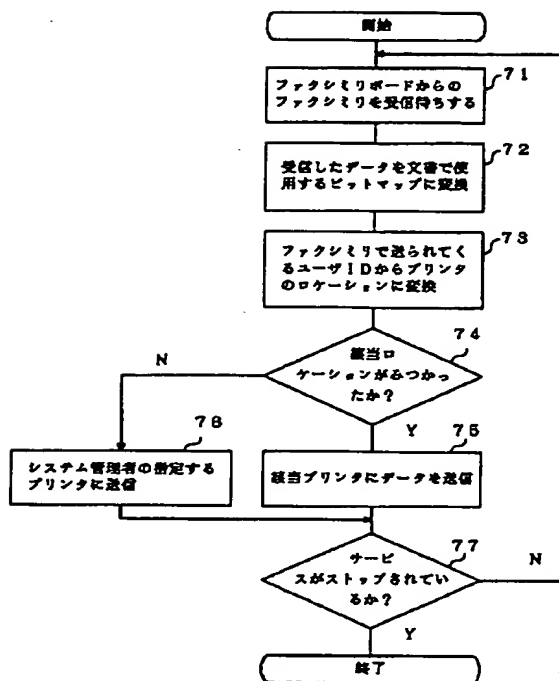 開始
ファクシミリボードからの
ファクシミリを受信待ちする
71
受信したデータを文書で使
用するビットマップに変換
72
ファクシミリで送られてく
るユーザIDからプリンタ
のロケーションに変換
73
該当ロ
ケーションがみつかっ
たか?
74
N
Y
システム管理者の指定する
プリンタに送信
76
該当プリンタにデータを送信
75
サービ
スがストップされてい
るか?
77
N
Y
終了